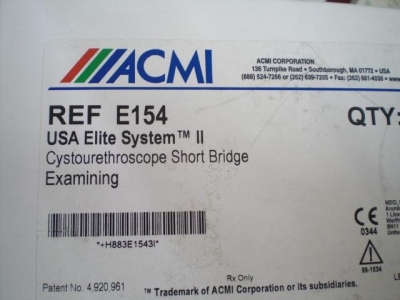 ACMI
ACMI CORPORATION
136 Turnpike Road • Southborough, MA 01772 • USA
REF E154
QTY:
USA Elite System™ II
Cystourethroscope Short Bridge
Examining
*+H883E1543I*
0344
98-1034
Rx Only
Patent No. 4,920,961
™ Trademark of ACMI Corporation or its subsidiaries.